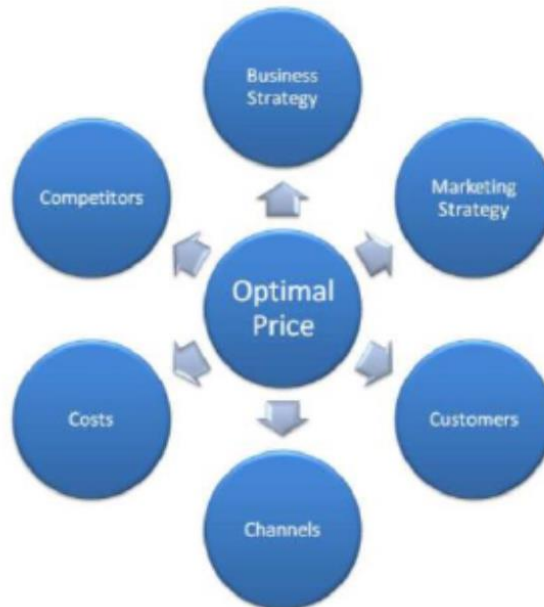 Business
Strategy
Competitors
Marketing
Strategy
Optimal
Price
Costs
Customers
Channels